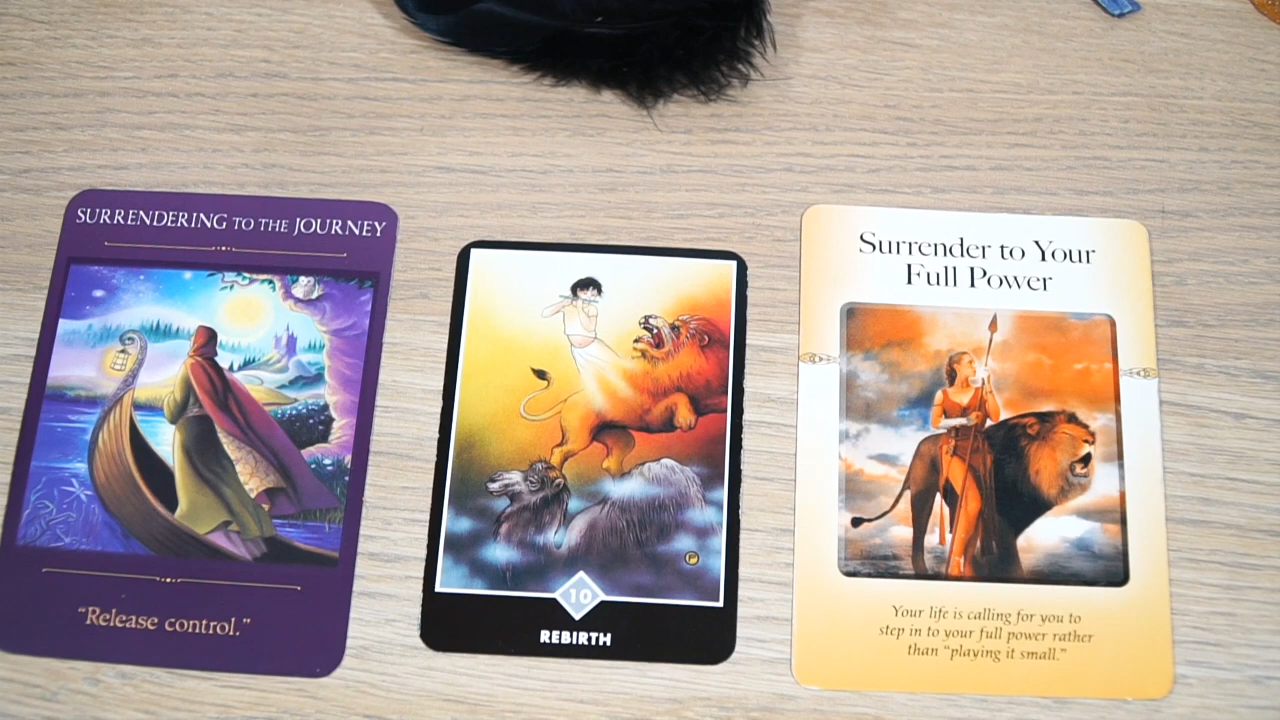 SURRENDERING TO THE JOURNEY
"Release control."
10
REBIRTH
Surrender to Your
Full Power
Your life is calling for you to
step in to your full power rather
than "playing it small."